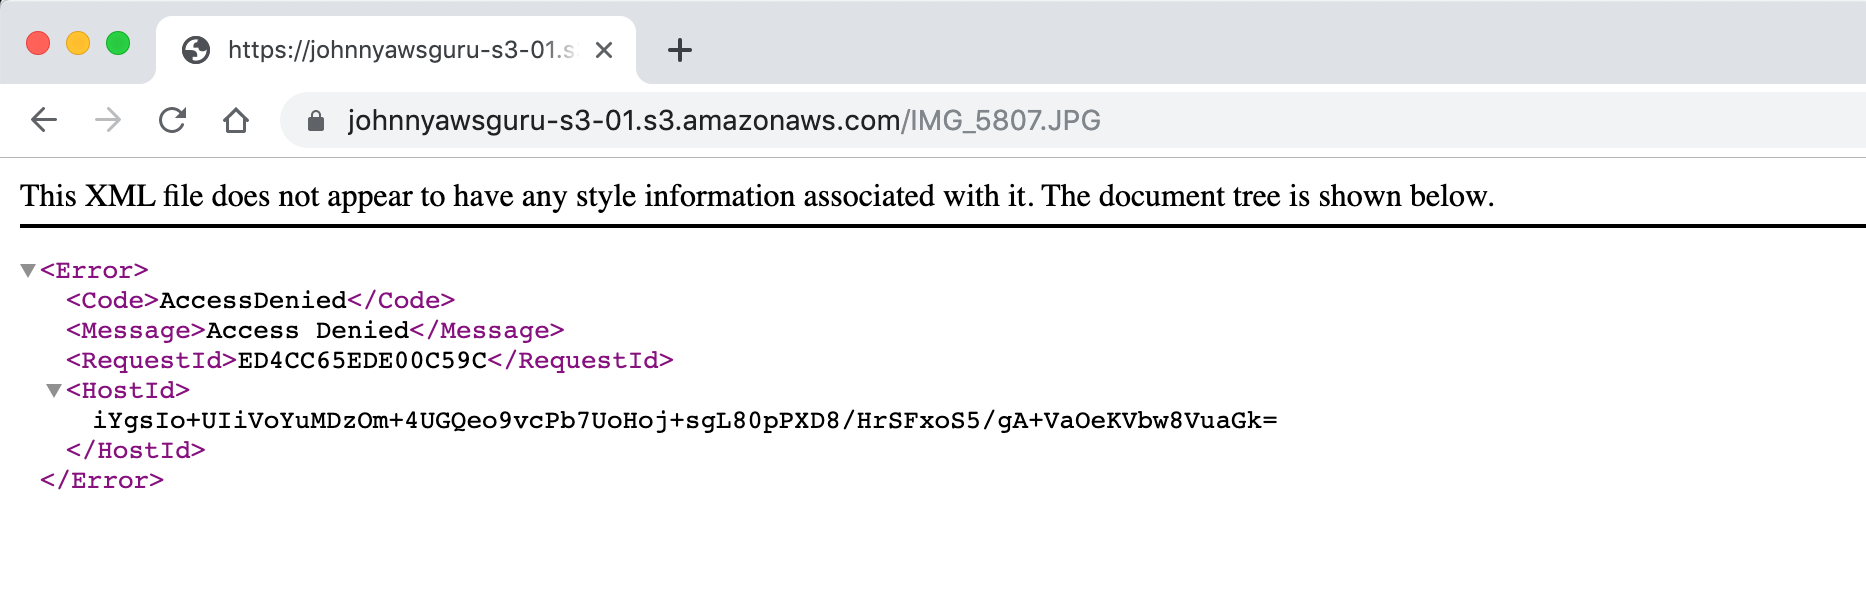 https://johnnyawsguru-s3-01.s
johnnyawsguru-s3-01.s3.amazonaws.com/IMG_5807.JPG
This XML file does not appear to have any style information associated with it. The document tree is shown below.
<Error>
<Code>AccessDenied</Code>
<Message>Access Denied</Message>
<RequestId>ED4CC65EDE00C59C</RequestId>
<HostId>
iYgsIo+UIiVoYuMDzOm+4UGQeo9vcPb7UoHoj+sgL80pPXD8/HrSFxoS5/gA+VaOeKVbw8VuaGk=
</HostId>
</Error>